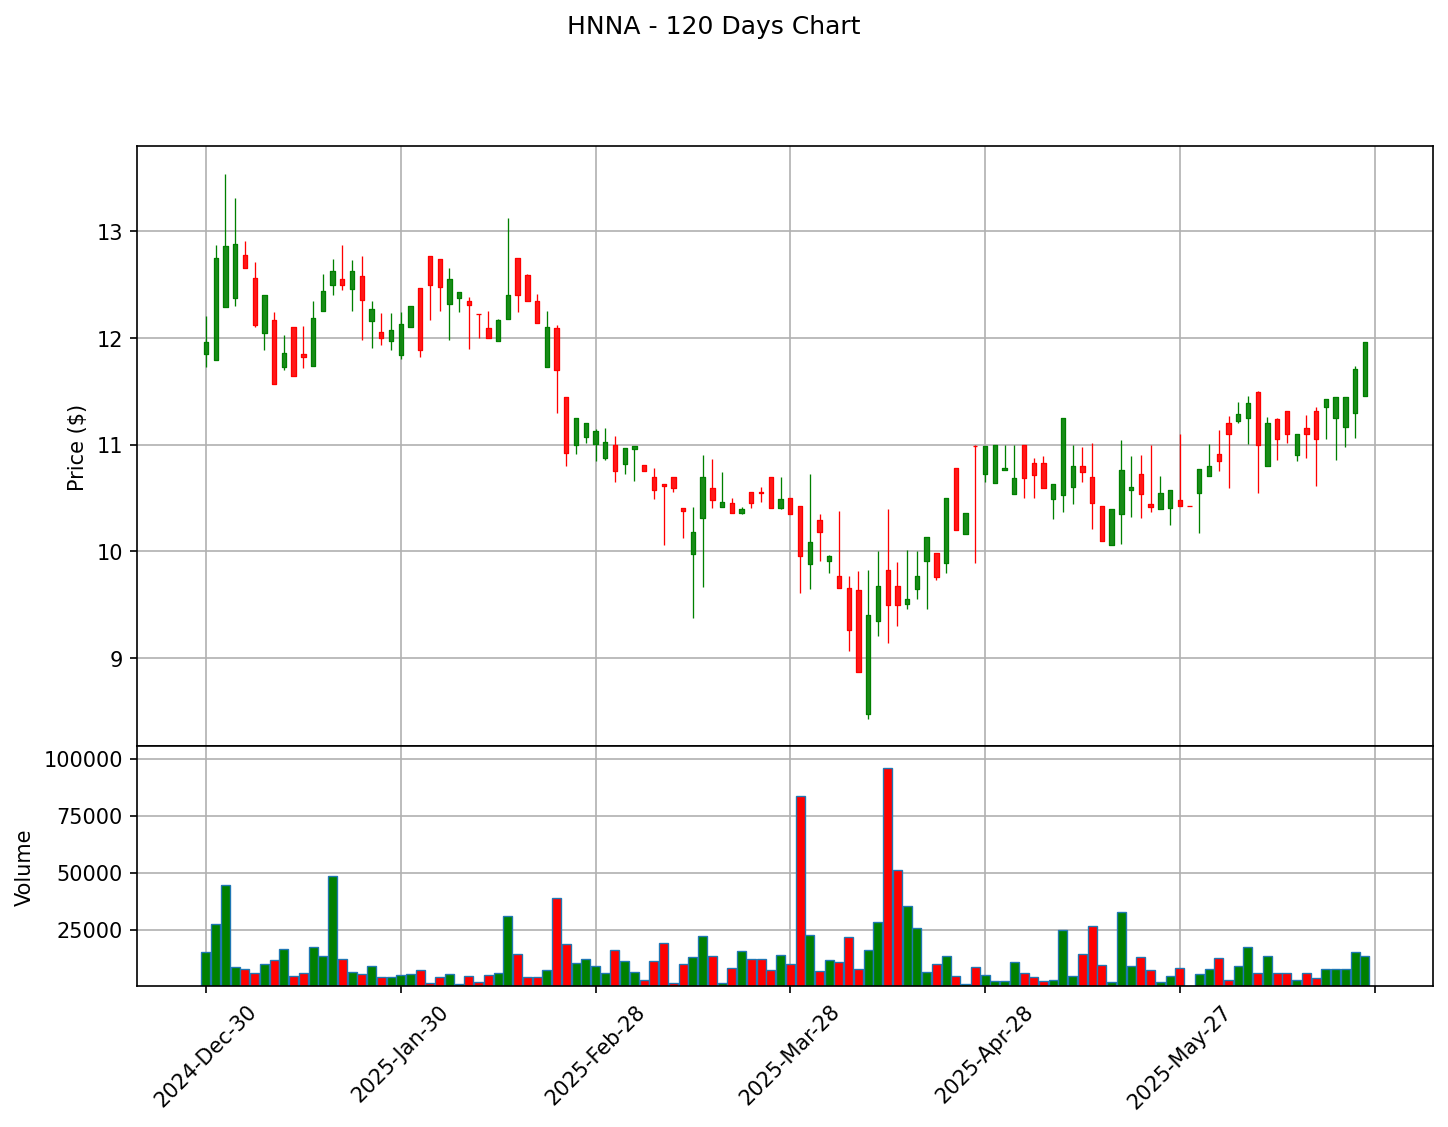 HNNA - 120 Days Chart
13
12
11
10
9
Price ($)
100000
75000
50000
25000
Volume
2024-Dec-30
2025-Jan-30
2025-Feb-28
2025-Mar-28
2025-Apr-28
2025-May-27